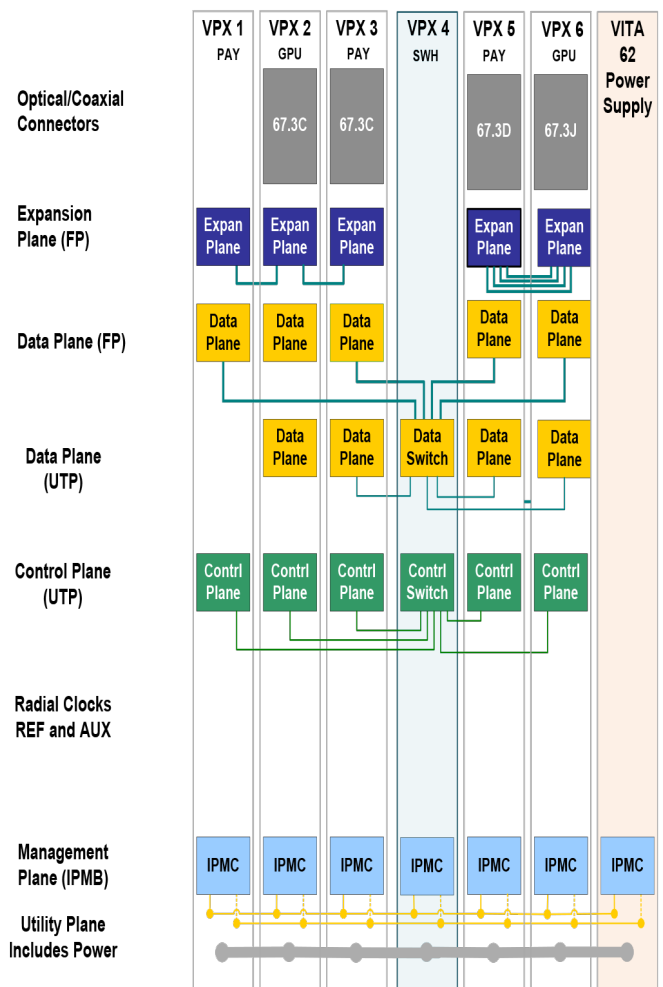 VPX 1 VPX 2 VPX 3 VPX 4 VPX 5 VPX 6 VITA
PAY GPU PAY SWH PAY GPU 62
Power
Supply
Optical/Coaxial
Connectors
67.3C 67.3C 67.3D 67.3J
Expansion
Plane (FP)
Expan Expan Expan Expan Expan
Plane Plane Plane Plane Plane
Data Plane (FP)
Data Data Data Data Data
Plane Plane Plane Plane Plane
Data Plane
(UTP)
Data Data Data Data Data
Plane Plane Switch Plane Plane
Control Plane
(UTP)
Contrl Contrl Contrl Contrl Contrl Contrl
Plane Plane Plane Switch Plane Plane
Radial Clocks
REF and AUX
Management
Plane (IPMB)
IPMC IPMC IPMC IPMC IPMC IPMC IPMC
Utility Plane
Includes Power